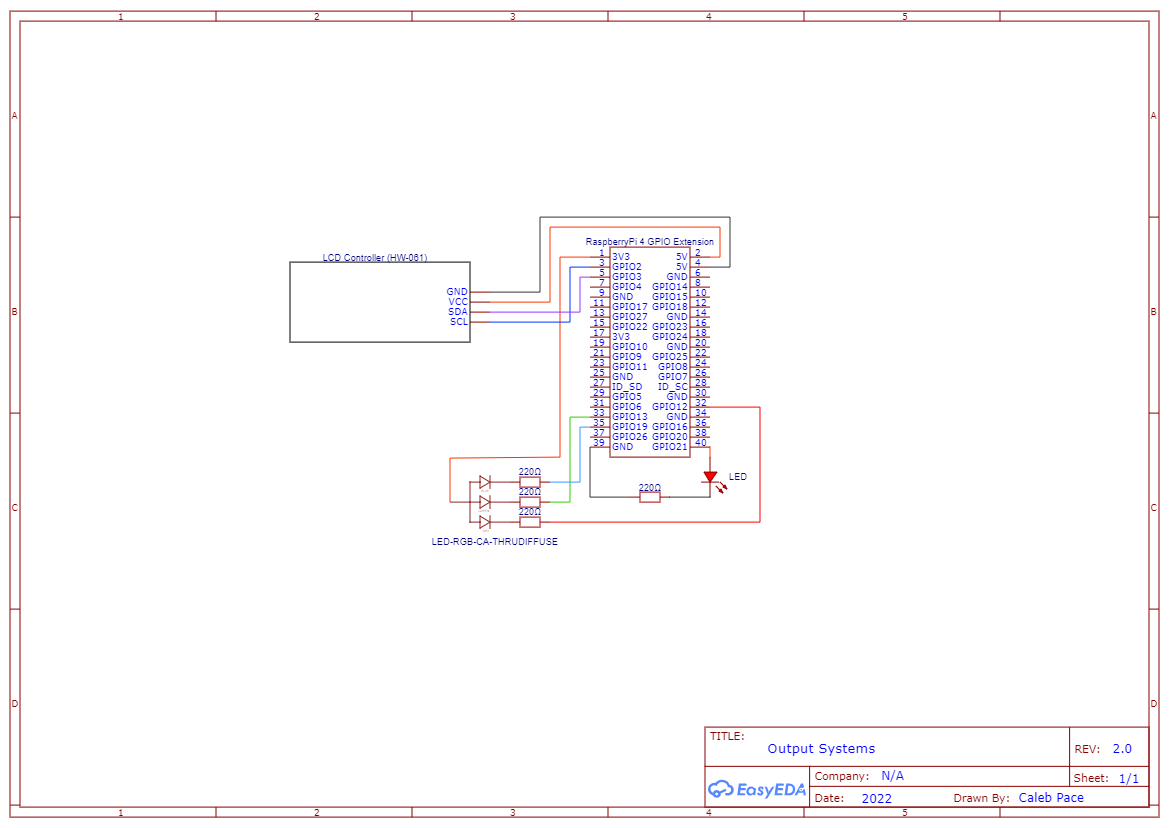 1 2 3 4 5
A A
RaspberryPi 4 GPIO Extension
1 3V3 5V 2
3 GPIO2 5V 4
5 GPIO3 GND 6
7 GPIO4 GPIO14 8
9 GND GPIO15 10
11 GPIO17 GPIO18 12
13 GPIO27 GND 14
15 GPIO22 GPIO23 16
17 3V3 GPIO24 18
19 GPIO10 GND 20
21 GPIO9 GPIO25 22
23 GPIO11 GPIO8 24
25 GND GPIO7 26
27 ID_SD ID_SC 28
29 GPIO5 GND 30
31 GPIO6 GPIO12 32
33 GPIO13 GND 34
35 GPIO19 GPIO16 36
37 GPIO26 GPIO20 38
39 GND GPIO21 40
LCD Controller (HW-061)
GND
VCC
SDA
SCL
B B
220Ω
220Ω
220Ω
LED-RGB-CA-THRUDIFFUSE
220Ω
LED
C C
D D
TITLE:
Output Systems
REV: 2.0
EasyEDA
Company: N/A
Sheet: 1/1
Date: 2022
Drawn By: Caleb Pace
1 2 3 4 5